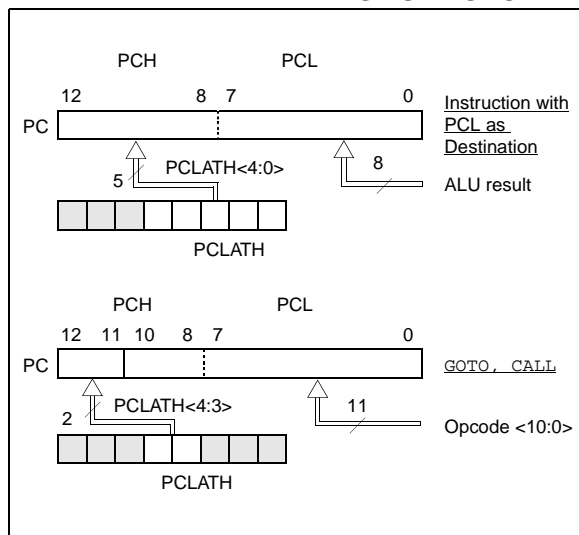 PCH PCL
12 8 7 0
PC
Instruction with
PCL as
Destination
5 PCLATH<4:0> 8
ALU result
PCLATH
PCH PCL
12 11 10 8 7 0
PC
GOTO, CALL
2 PCLATH<4:3> 11
Opcode <10:0>
PCLATH